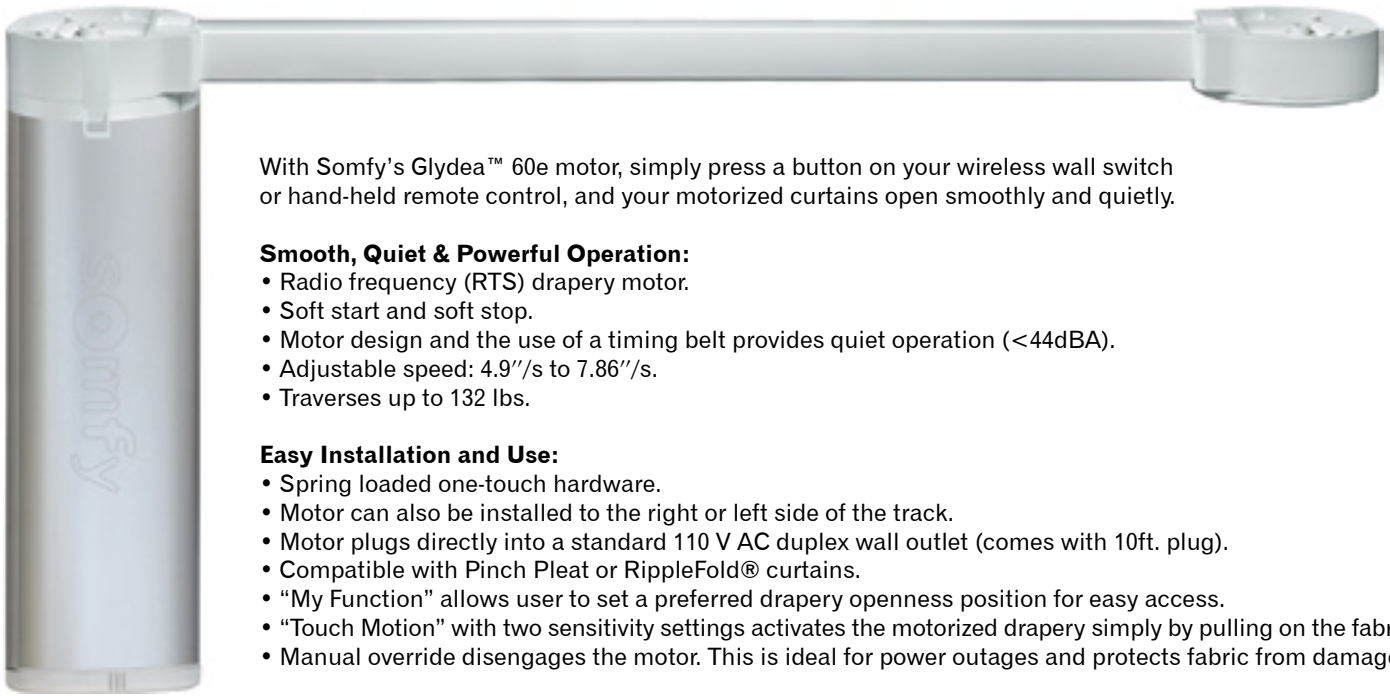 somfy
With Somfy’s Glydea™ 60e motor, simply press a button on your wireless wall switch
or hand-held remote control, and your motorized curtains open smoothly and quietly.
Smooth, Quiet & Powerful Operation:
• Radio frequency (RTS) drapery motor.
• Soft start and soft stop.
• Motor design and the use of a timing belt provides quiet operation (<44dBA).
• Adjustable speed: 4.9′′/s to 7.86′′/s.
• Traverses up to 132 lbs.
Easy Installation and Use:
• Spring loaded one-touch hardware.
• Motor can also be installed to the right or left side of the track.
• Motor plugs directly into a standard 110 V AC duplex wall outlet (comes with 10ft. plug).
• Compatible with Pinch Pleat or RippleFold® curtains.
• “My Function” allows user to set a preferred drapery openness position for easy access.
• “Touch Motion” with two sensitivity settings activates the motorized drapery simply by pulling on the
• Manual override disengages the motor. This is ideal for power outages and protects fabric from